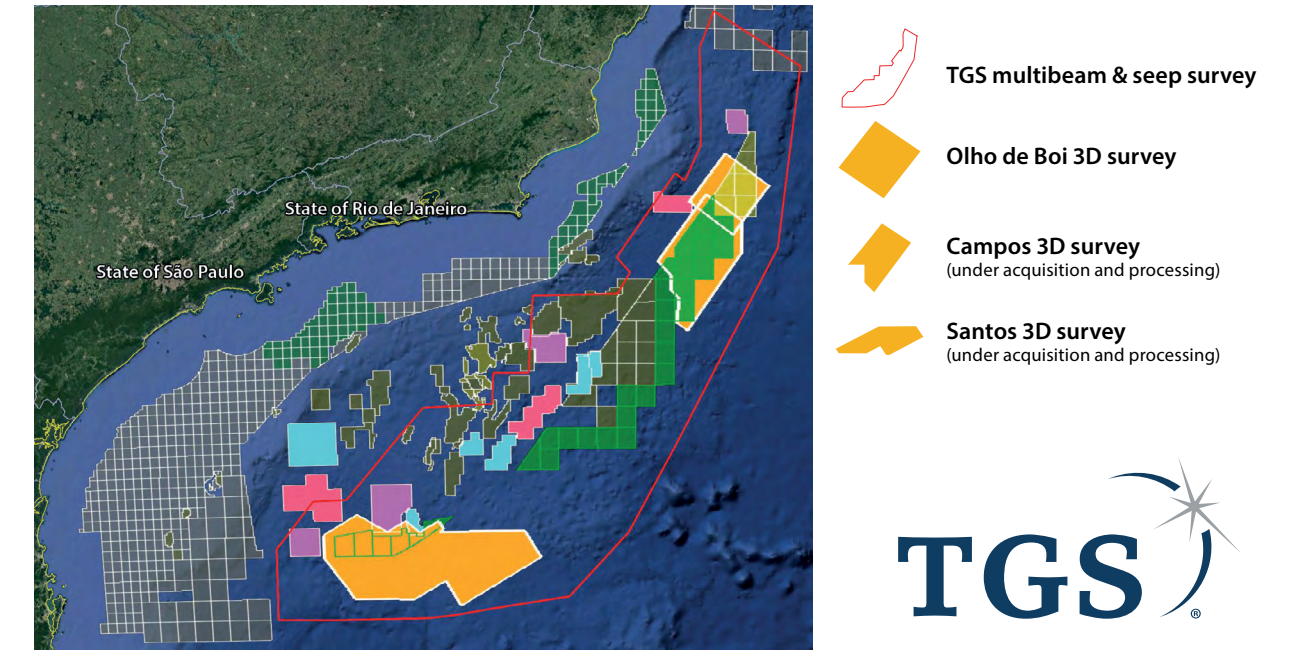 State of Rio de Janeiro
State of São Paulo
TGS multibeam & seep survey
Olho de Boi 3D survey
Campos 3D survey
(under acquisition and processing)
Santos 3D survey
(under acquisition and processing)
TGS®